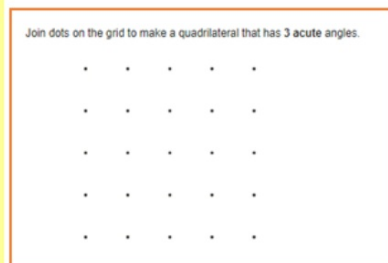 Join dots on the grid to make a quadrilateral that has 3 acute angles.